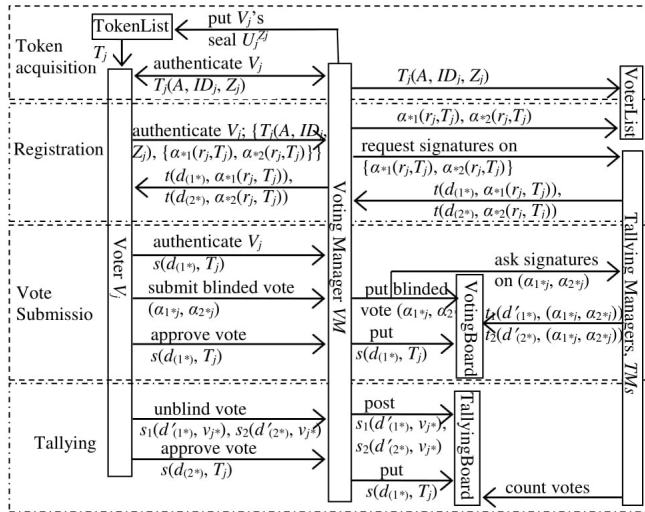 TokenList
put Vj's
seal Uj^Zj
Token
acquisition
Tj
authenticate Vj
Tj(A, IDj, Zj)
Tj(A, IDj, Zj)
VoterList
α*1(rj,Tj), α*2(rj,Tj)
Registration
authenticate Vj; {Tj(A, IDj,
Zj), {α*1(rj,Tj), α*2(rj,Tj)}}
request signatures on
{α*1(rj,Tj), α*2(rj,Tj)}
t(d(1*), α*1(rj, Tj)),
t(d(2*), α*2(rj, Tj))
t(d(1*), α*1(rj, Tj)),
t(d(2*), α*2(rj, Tj))
Voter Vj
Voting Manager VM
Tallying Managers, TMs
Vote
Submissio
authenticate Vj
s(d(1*), Tj)
submit blinded vote
(α1*j, α2*j)
approve vote
s(d(1*), Tj)
ask signatures
on (α1*j, α2*j)
put blinded
vote (α1*j, α2*
VotingBoard
t1(d'(1*), (α1*j, α2*j))
t2(d'(2*), (α1*j, α2*j))
put
s(d(1*), Tj)
Tallying
unblind vote
s1(d'(1*), vj*), s2(d'(2*), vj*)
approve vote
s(d(2*), Tj)
post
s1(d'(1*), vj*),
s2(d'(2*), vj*)
put
s(d(1*), Tj)
TallyingBoard
count votes